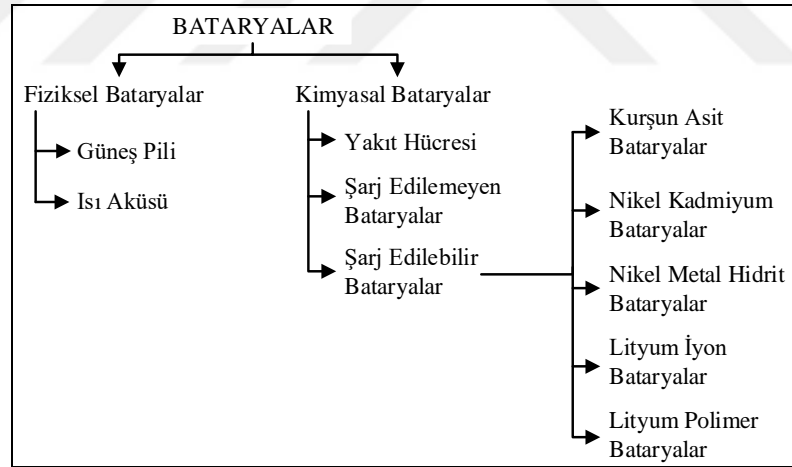 BATARYALAR
Fiziksel Bataryalar
Güneş Pili
Isı Aküsü
Kimyasal Bataryalar
Yakıt Hücresi
Şarj Edilemeyen
Bataryalar
Şarj Edilebilir
Bataryalar
Kurşun Asit
Bataryalar
Nikel Kadmiyum
Bataryalar
Nikel Metal Hidrit
Bataryalar
Lityum İyon
Bataryalar
Lityum Polimer
Bataryalar